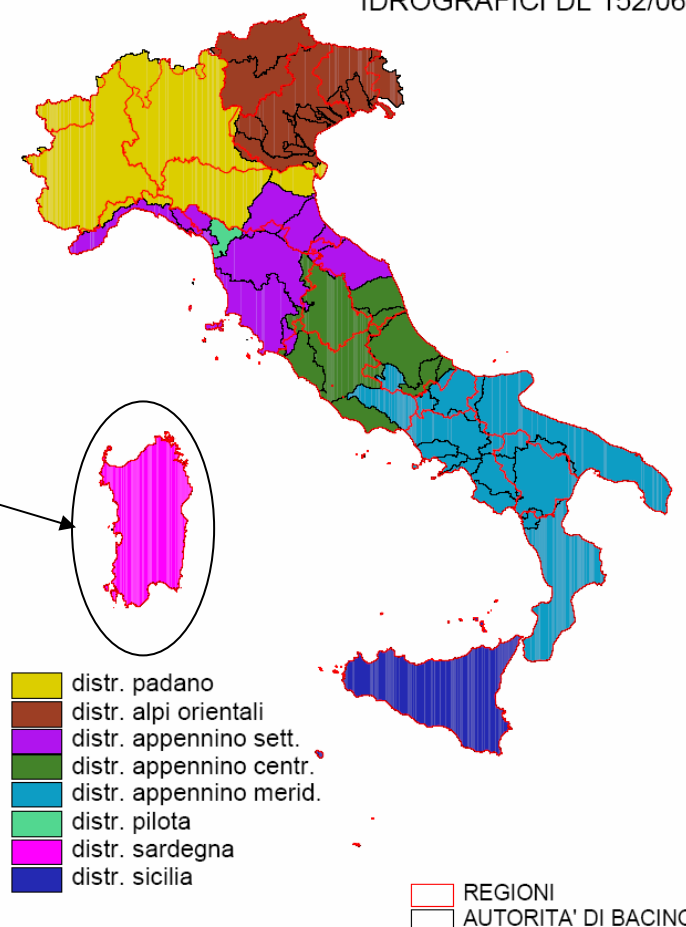 IDROGRAFICI DL 152/06
distr. padano
distr. alpi orientali
distr. appennino sett.
distr. appennino centr.
distr. appennino merid.
distr. pilota
distr. sardegna
distr. sicilia
REGIONI
AUTORITA' DI BACINO